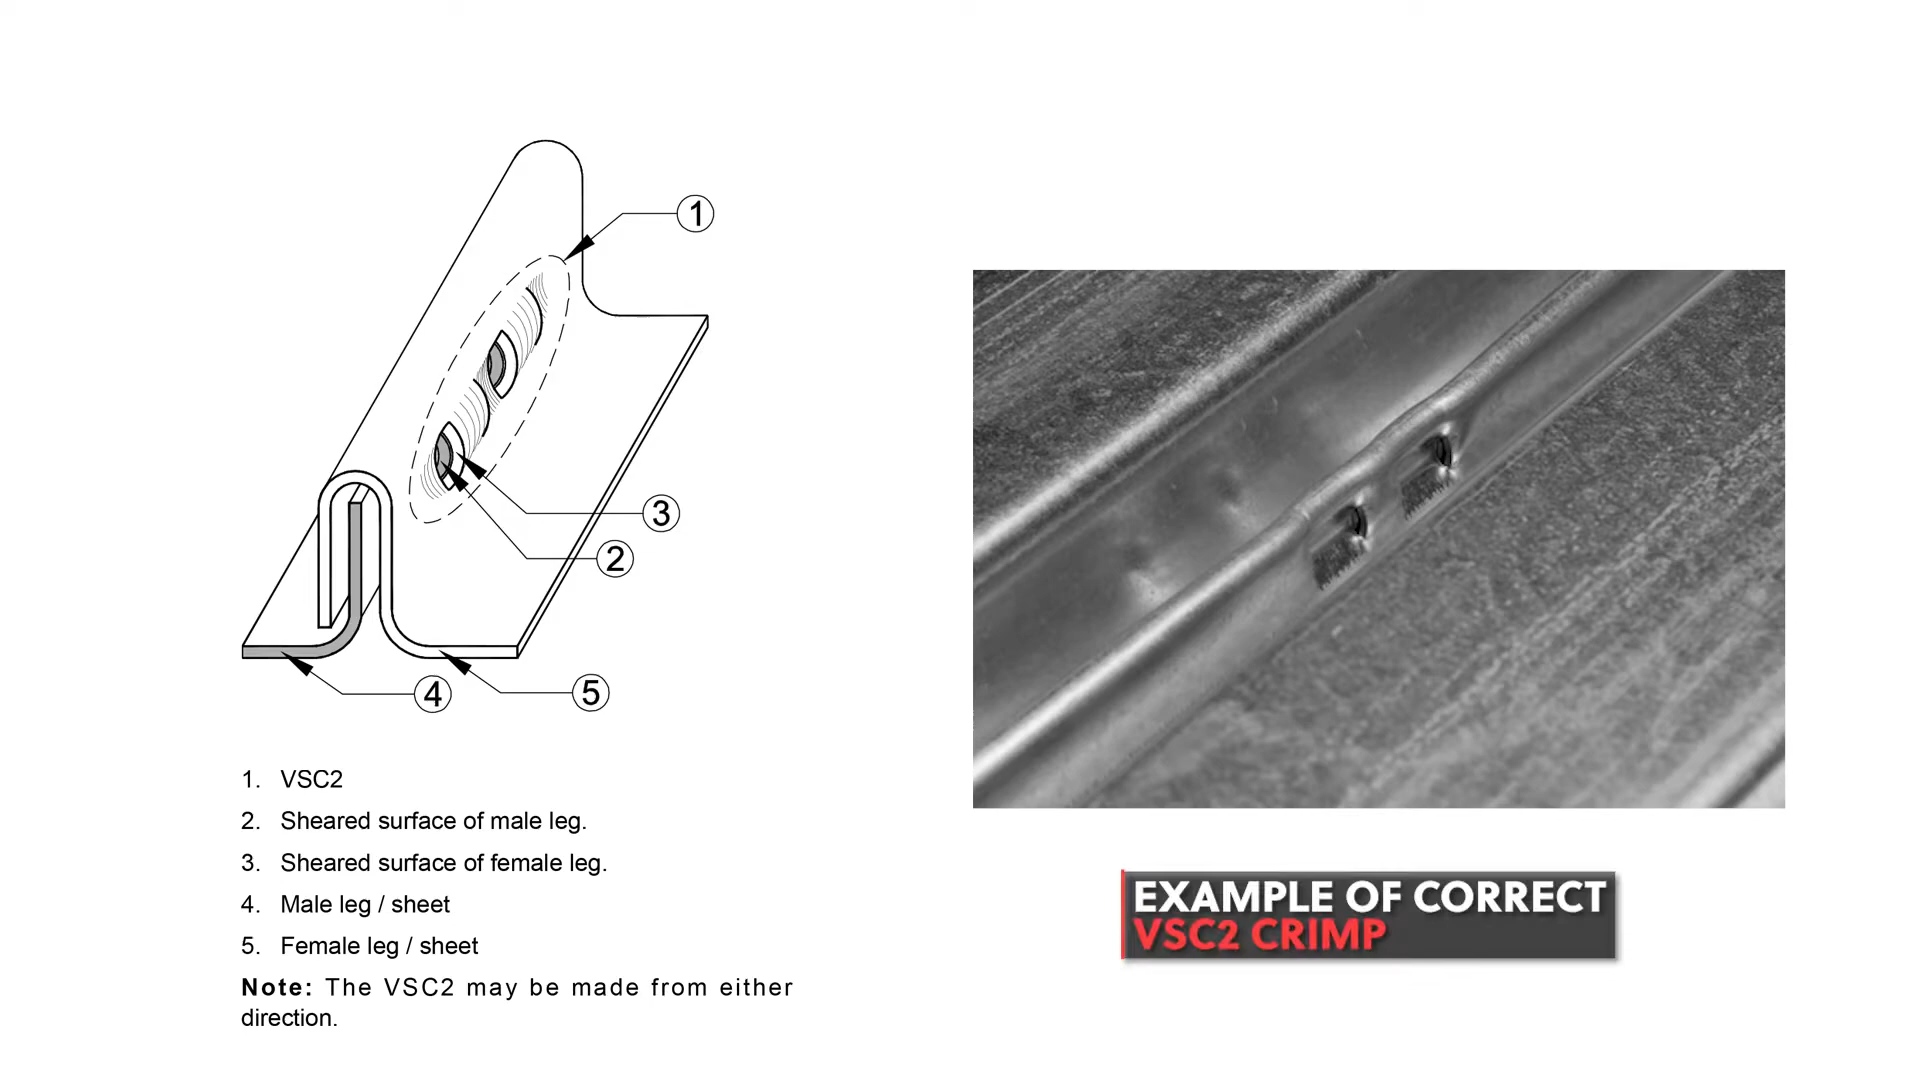 1
3
2
4
5
1. VSC2
2. Sheared surface of male leg.
3. Sheared surface of female leg.
4. Male leg / sheet
5. Female leg / sheet
Note: The VSC2 may be made from either
direction.
EXAMPLE OF CORRECT
VSC2 CRIMP